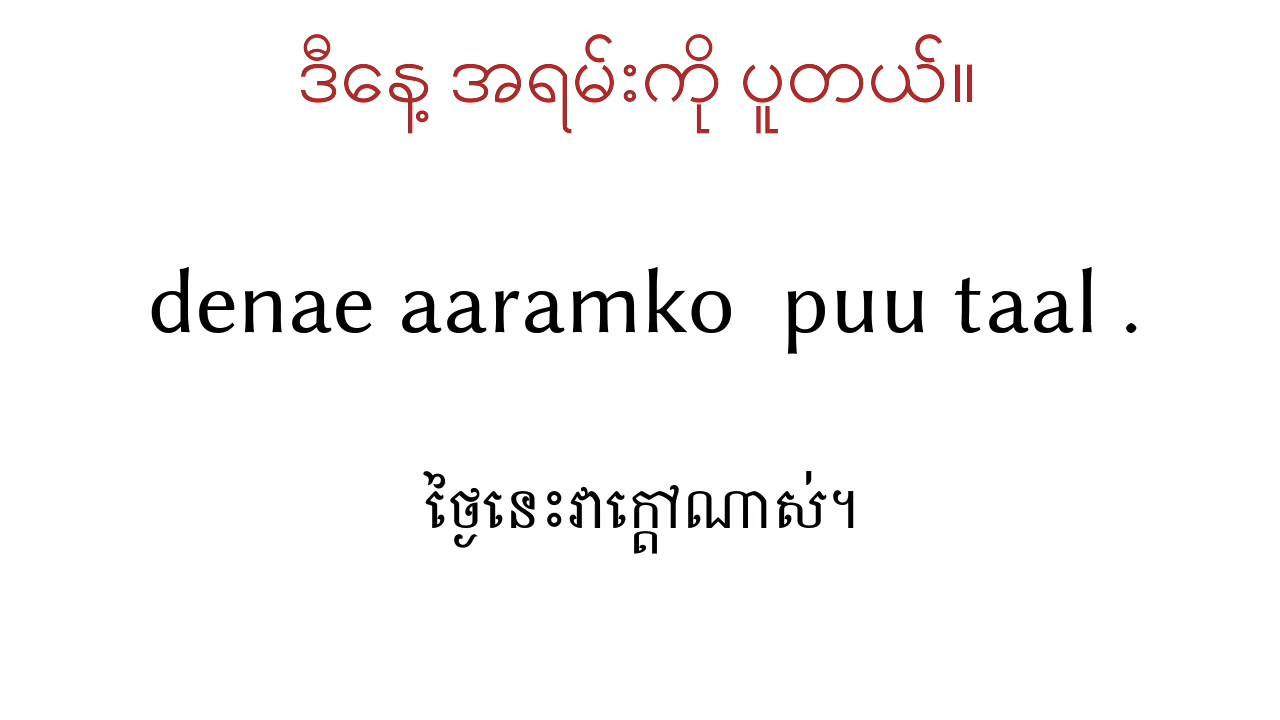 ဒီနေ့ အရမ်းကို ပူတယ်။
denae aaramko puu taal .
ថ្ងៃនេះវាក្តៅណាស់។